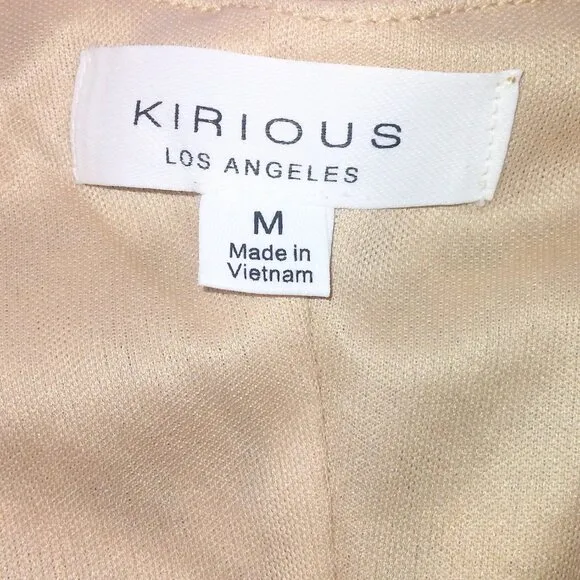 KIRIOUS
LOS ANGELES
M
Made in
Vietnam